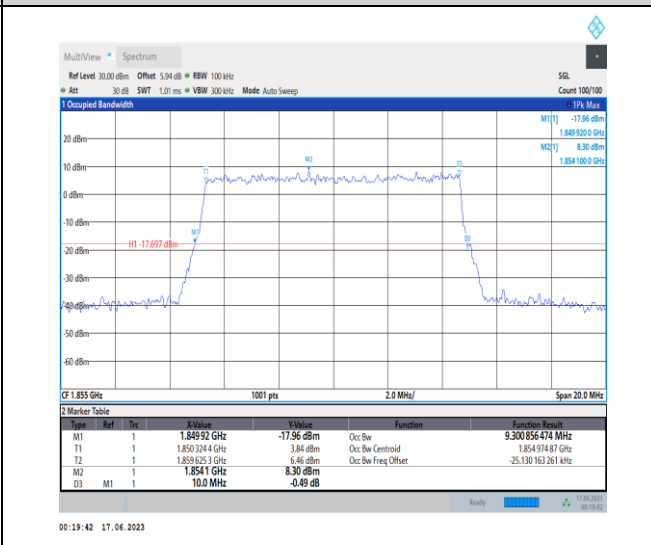 MultiView Spectrum
Ref Level 30.00 dBm Offset 5.94 dB RBW 100 kHz SGL
Att 30 dB SWT 1.01 ms VBW 300 kHz Mode Auto Sweep Count 100/100
1 Occupied Bandwidth 1Pk Max
M1[1] -17.96 dBm
1.849 920 0 GHz
M2[1] 8.30 dBm
1.854 100 0 GHz
20 dBm
10 dBm
T1 M2 T2
0 dBm
-10 dBm
M1 D3
H1 -17.697 dBm
-20 dBm
-30 dBm
-40 dBm
-50 dBm
-60 dBm
CF 1.855 GHz 1001 pts 2.0 MHz/ Span 20.0 MHz
2 Marker Table
Type Ref Trc X-Value Y-Value Function Function Result
M1 1 1.84992 GHz -17.96 dBm Occ Bw 9.300 856 474 MHz
T1 1 1.850 324 4 GHz 3.84 dBm Occ Bw Centroid 1.854 974 87 GHz
T2 1 1.859 625 3 GHz 6.46 dBm Occ Bw Freq Offset -25.130 163 261 kHz
M2 1 1.8541 GHz 8.30 dBm
D3 M1 1 10.0 MHz -0.49 dB
Ready 17.06.2023
00:19:42
00:19:42 17.06.2023